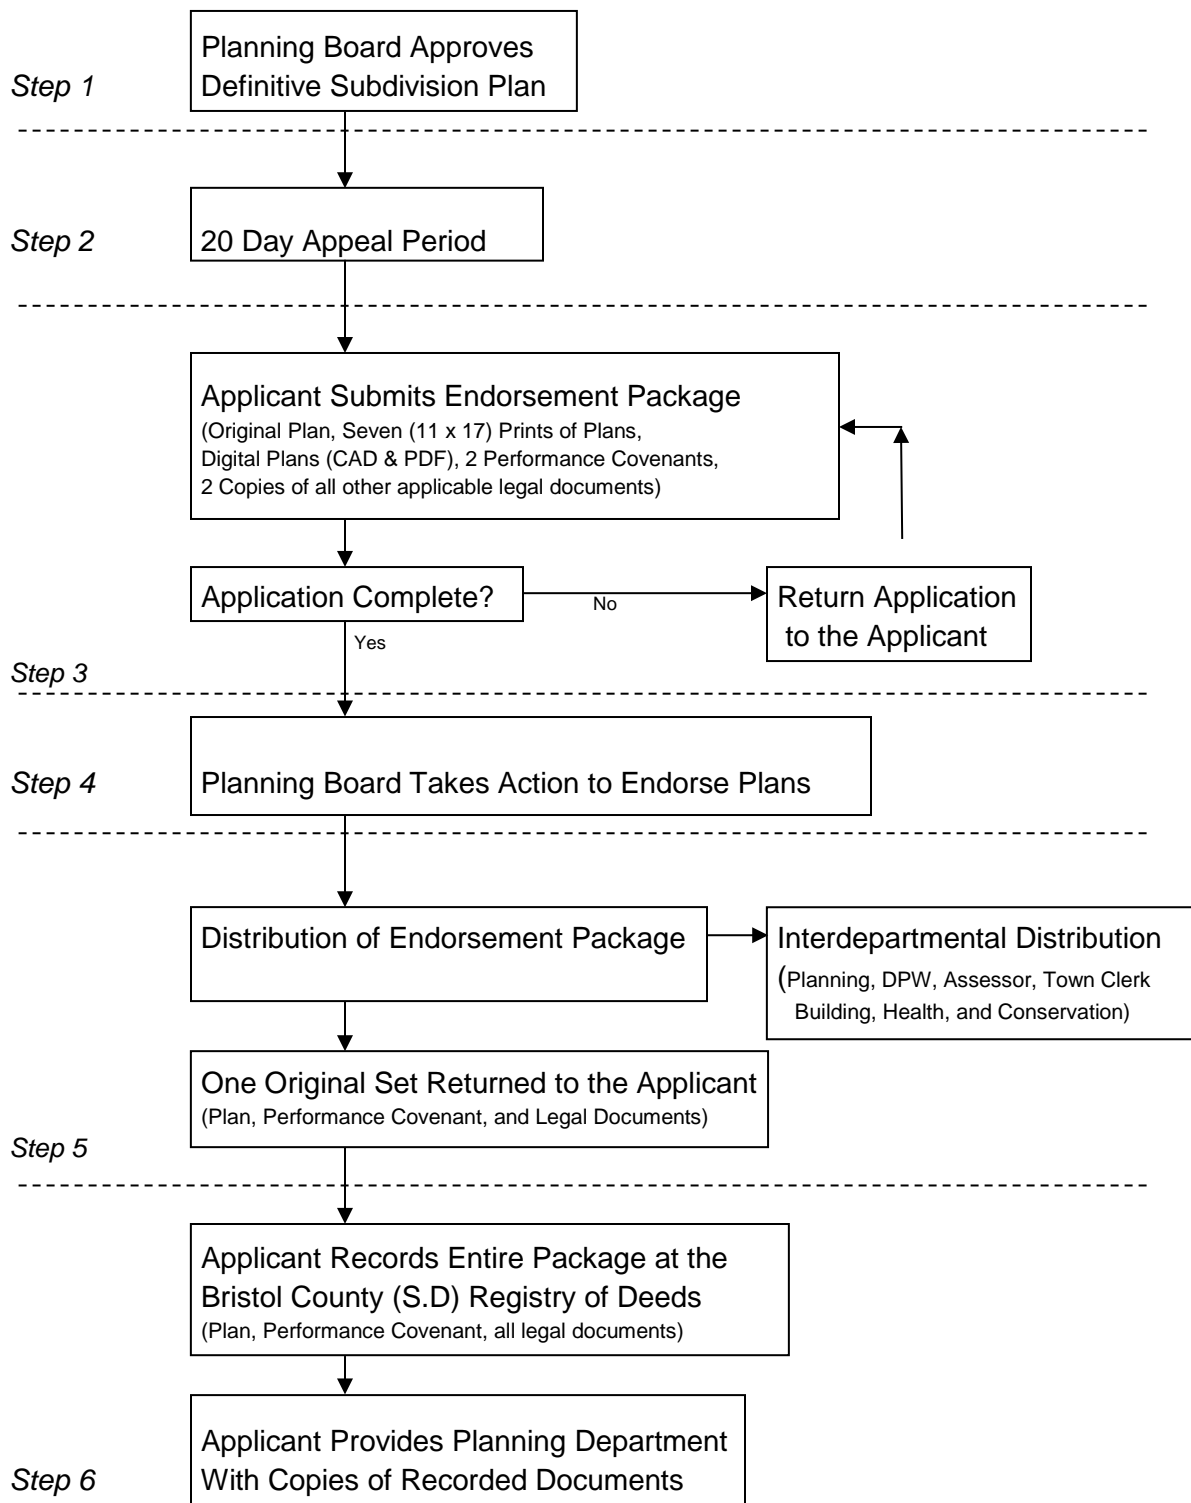 Planning Board Approves
Step 1
Definitive Subdivision Plan
Step 2
20 Day Appeal Period
Applicant Submits Endorsement Package
(Original Plan, Seven (11 x 17) Prints of Plans,
Digital Plans (CAD & PDF), 2 Performance Covenants,
2 Copies of all other applicable legal documents)
Application Complete?
No
Return Application
to the Applicant
Yes
Step 3
Step 4
Planning Board Takes Action to Endorse Plans
Distribution of Endorsement Package
Interdepartmental Distribution
(Planning, DPW, Assessor, Town Clerk
Building, Health, and Conservation)
One Original Set Returned to the Applicant
(Plan, Performance Covenant, and Legal Documents)
Step 5
Applicant Records Entire Package at the
Bristol County (S.D) Registry of Deeds
(Plan, Performance Covenant, all legal documents)
Applicant Provides Planning Department
Step 6
With Copies of Recorded Documents